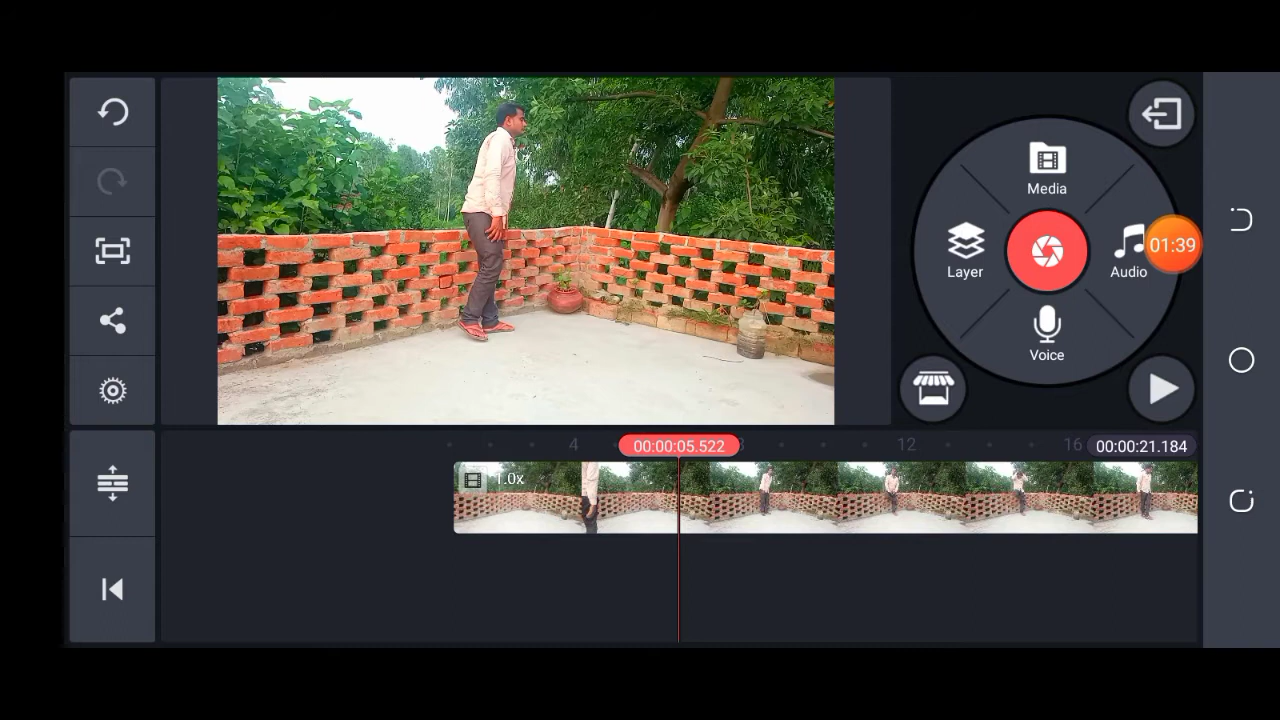 Media
Layer
Audio
01:39
Voice
4
00:00:05.522
8
12
16
00:00:21.184
1.0x